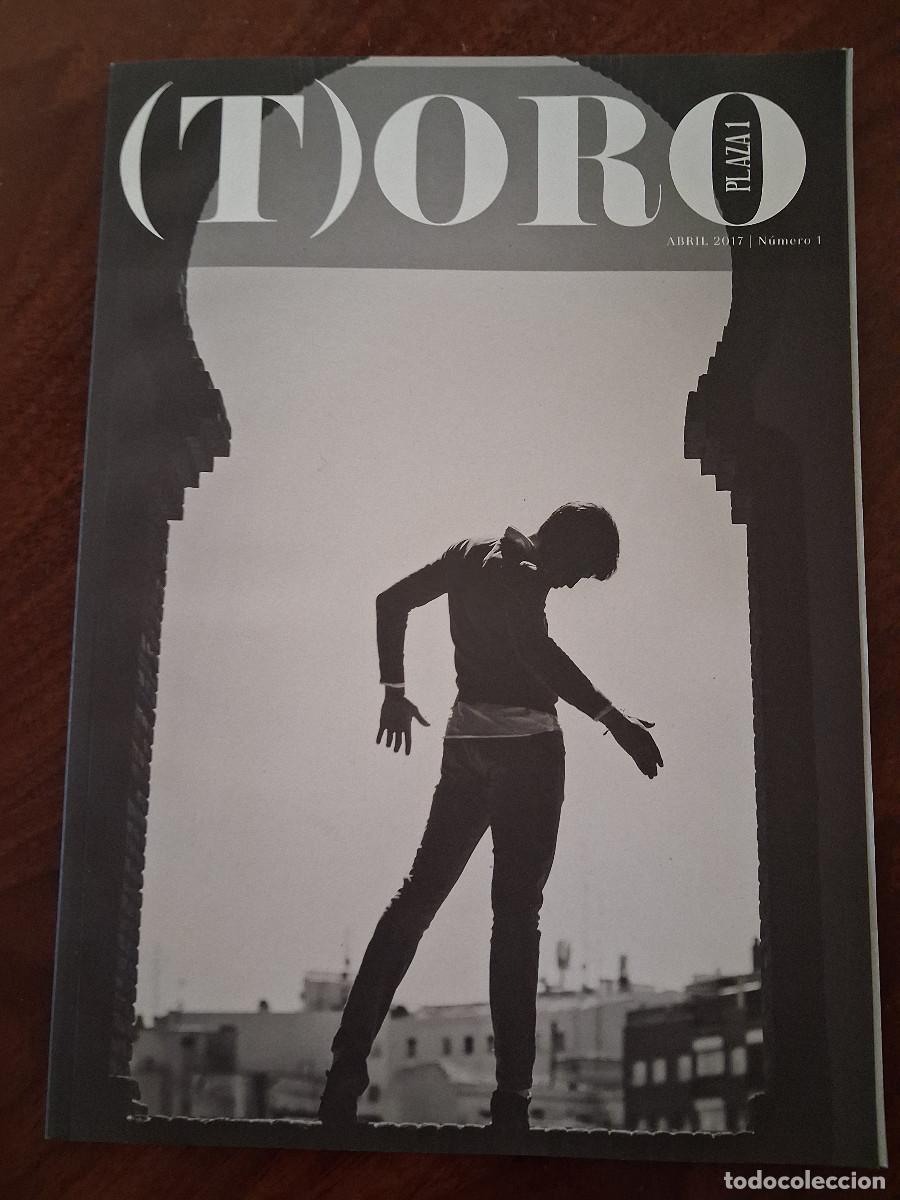 (T)ORO
PLAZA 1
ABRIL 2017 | Número 1
todocoleccion